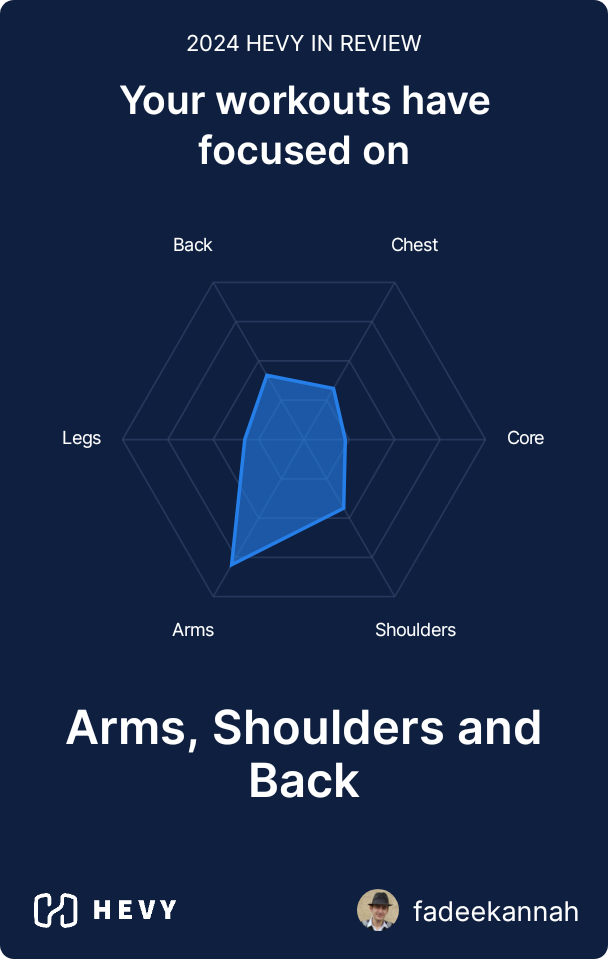 2024 HEVY IN REVIEW
Your workouts have
focused on
Back
Chest
Legs
Core
Arms
Shoulders
Arms, Shoulders and
Back
HEVY
fadeekannah